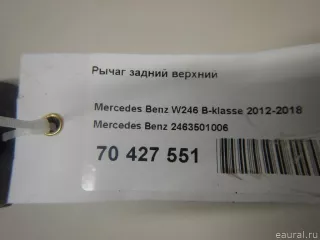 Рычаг задний верхний
Mercedes Benz W246 B-klasse 2012-2018
Mercedes Benz 2463501006
70 427 551
eaural.ru